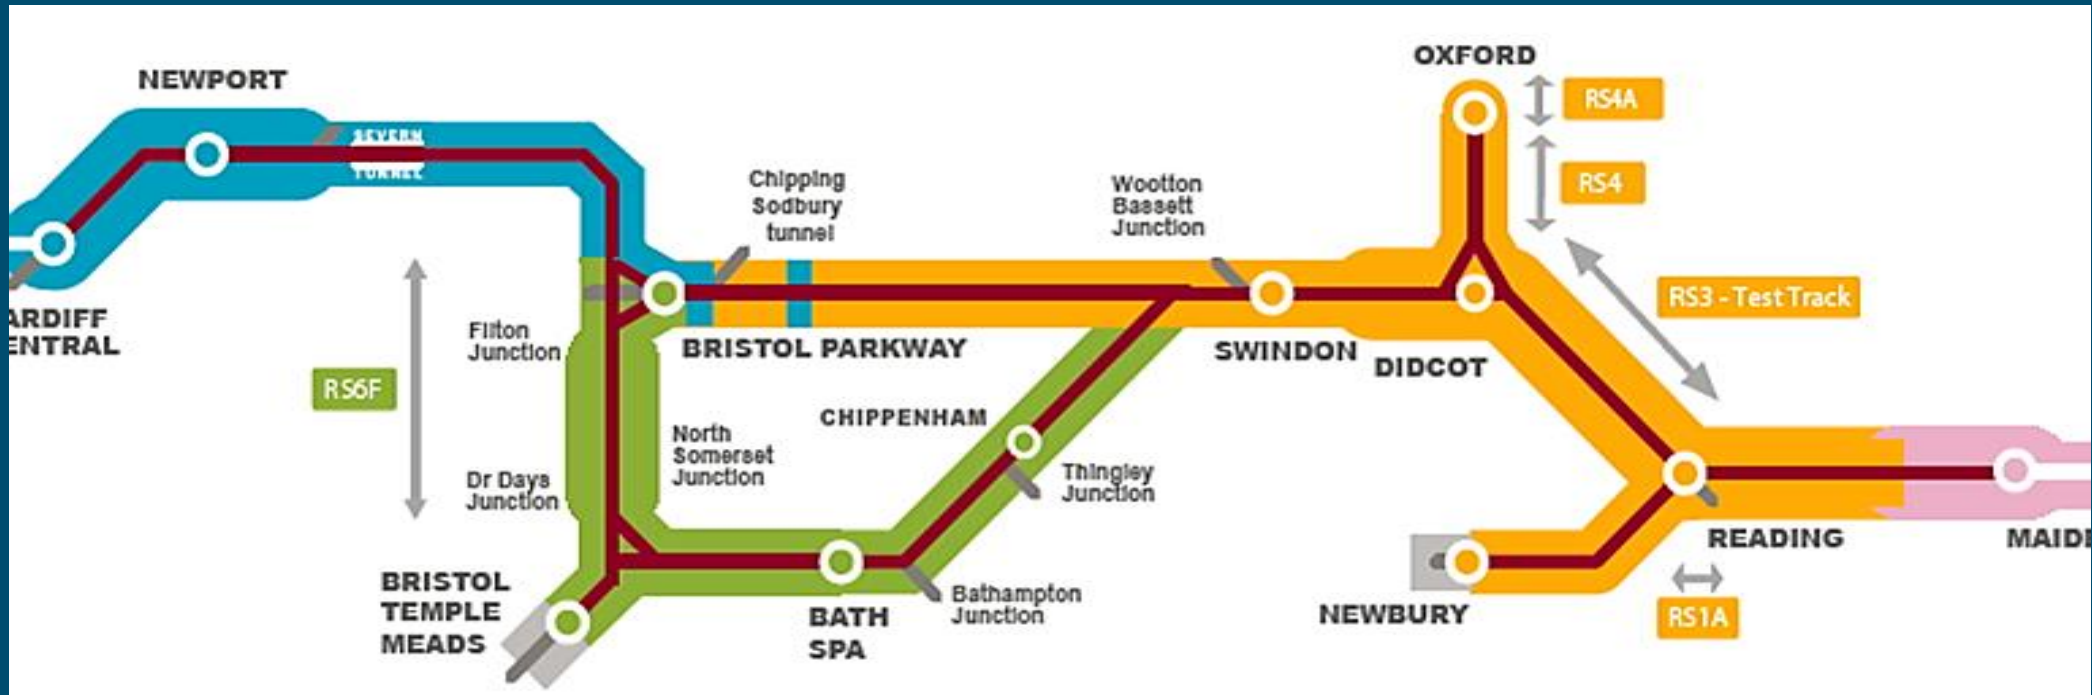 NEWPORT
SEVERN
TUNNEL
ARDIFF
ENTRAL
RS6F
Filton
Junction
Dr Days
Junction
BRISTOL
TEMPLE
MEADS
Chipping
Sodbury
tunnel
BRISTOL PARKWAY
North
Somerset
Junction
CHIPPENHAM
Thingley
Junction
BATH
SPA
Bathampton
Junction
Wootton
Bassett
Junction
SWINDON
DIDCOT
OXFORD
RS4A
RS4
RS3 - Test Track
READING
RS1A
NEWBURY
MAID